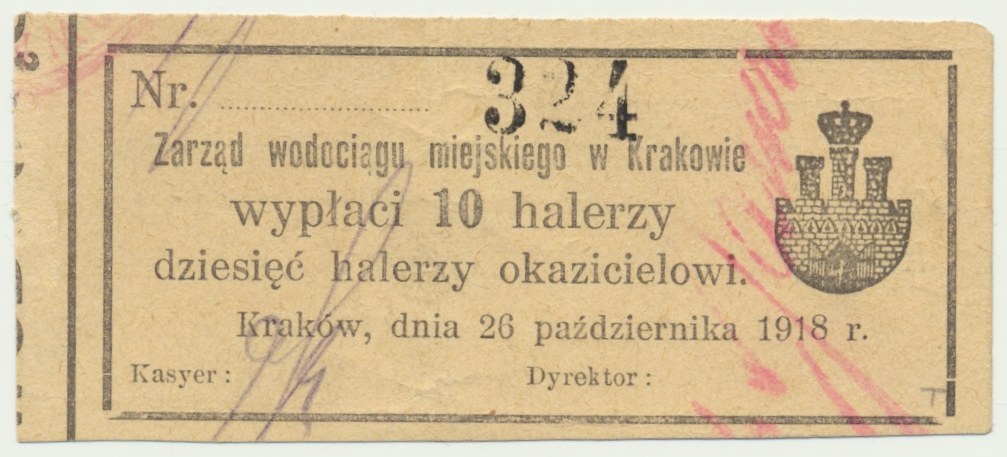 Nr. 324
Zarząd wodociągu miejskiego w Krakowie
wypłaci 10 halerzy
dziesięć halerzy okazicielowi.
Kraków, dnia 26 października 1918 r.
Kasyer :
Dyrektor :